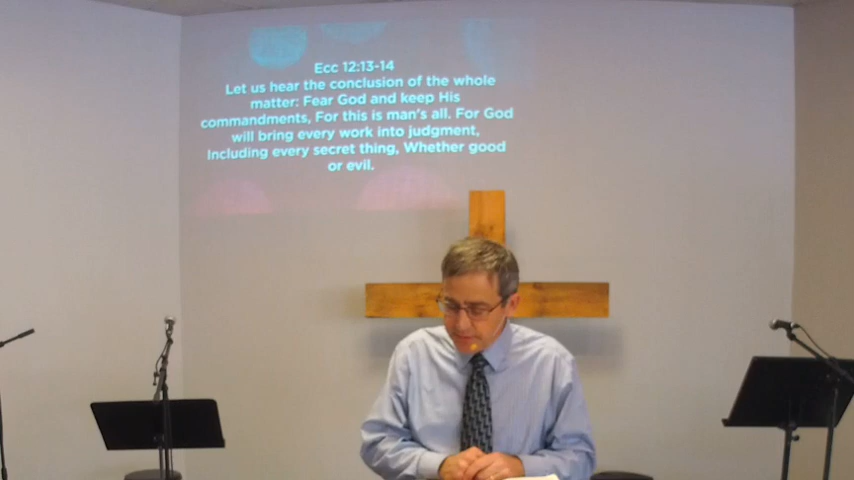 Ecc 12:13-14
Let us hear the conclusion of the whole
matter: Fear God and keep His
commandments, For this is man's all. For God
will bring every work into judgment,
Including every secret thing, Whether good
or evil.